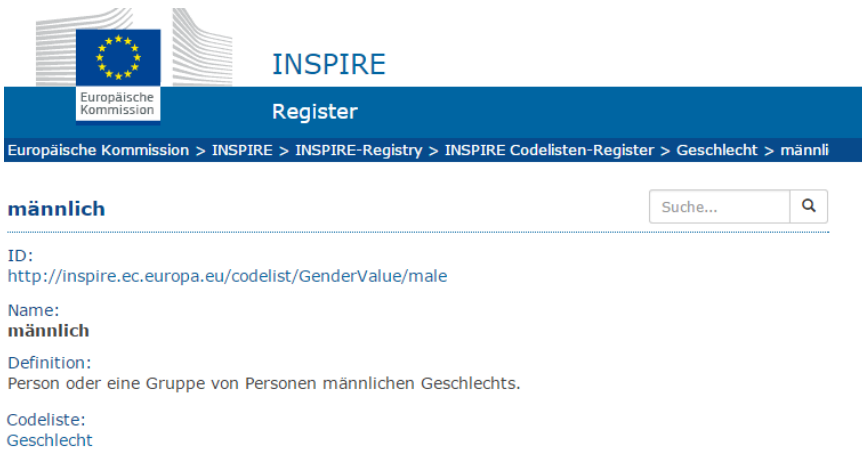 Europäische
Kommission
INSPIRE
Register
Europäische Kommission > INSPIRE > INSPIRE-Registry > INSPIRE Codelisten-Register > Geschlecht > männli
männlich
Suche...
ID:
http://inspire.ec.europa.eu/codelist/GenderValue/male
Name:
männlich
Definition:
Person oder eine Gruppe von Personen männlichen Geschlechts.
Codeliste:
Geschlecht